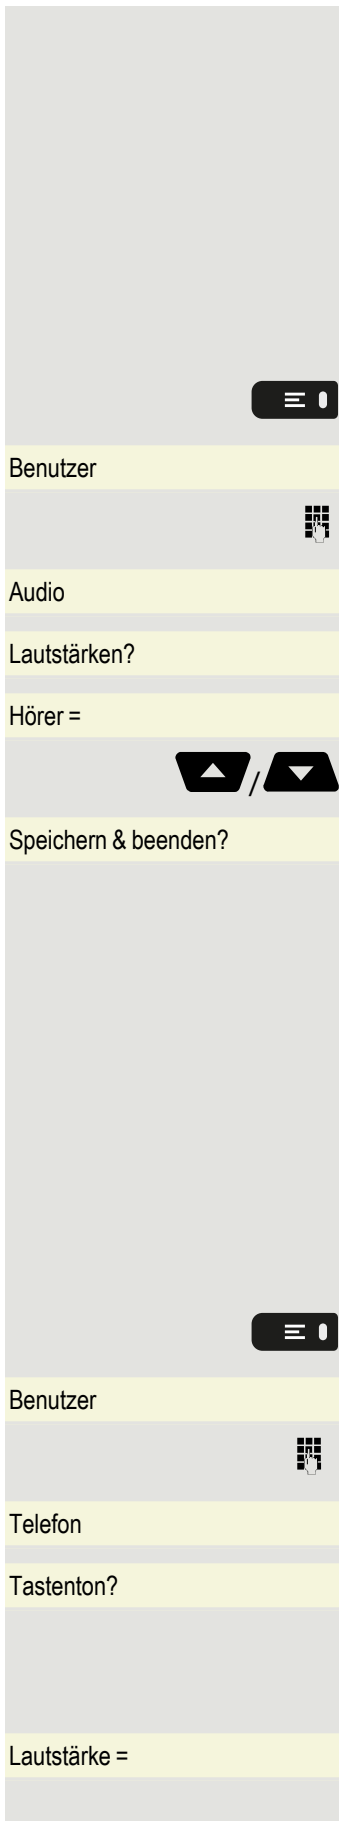 Benutzer
Audio
Lautstärken?
Hörer =
/
Speichern & beenden?
Benutzer
Telefon
Tastenton?
Lautstärke =